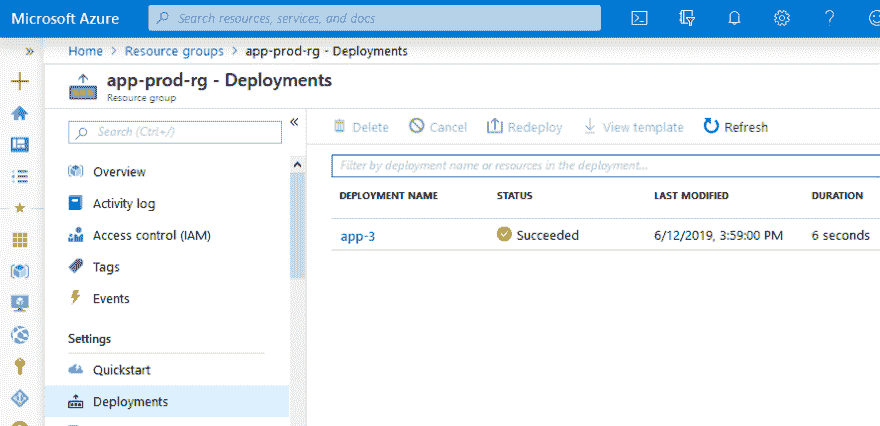 Microsoft Azure
Search resources, services, and docs
Home > Resource groups > app-prod-rg - Deployments
app-prod-rg - Deployments
Resource group
Search (Ctrl+/)
Overview
Activity log
Access control (IAM)
Tags
Events
Settings
Quickstart
Deployments
Delete
Cancel
Redeploy
View template
Refresh
Filter by deployment name or resources in the deployment...
DEPLOYMENT NAME STATUS LAST MODIFIED DURATION
app-3 Succeeded 6/12/2019, 3:59:00 PM 6 seconds